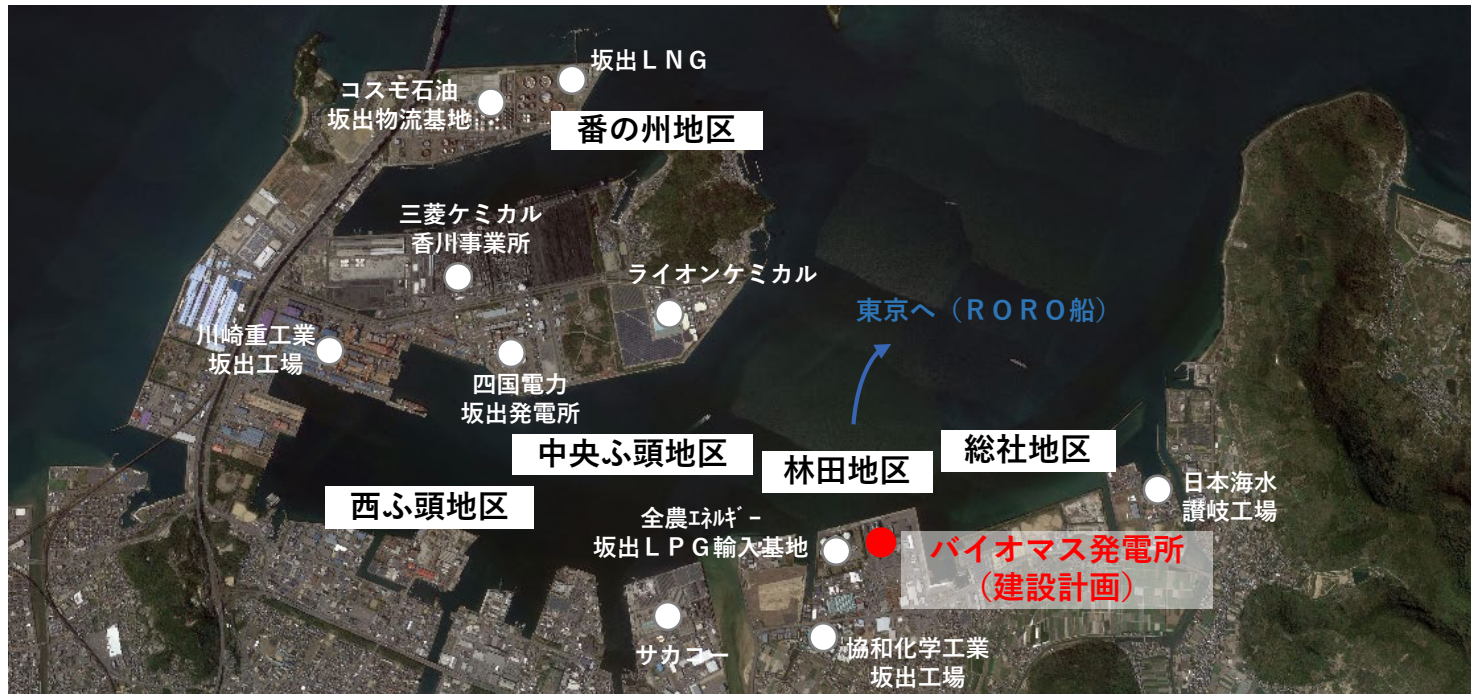 坂出ＬＮＧ
コスモ石油
坂出物流基地
番の州地区
三菱ケミカル
香川事業所
ライオンケミカル
東京へ（ＲＯＲＯ船）
川崎重工業
坂出工場
四国電力
坂出発電所
中央ふ頭地区
総社地区
林田地区
西ふ頭地区
日本海水
讃岐工場
全農ｴﾈﾙｷﾞｰ
坂出ＬＰＧ輸入基地
バイオマス発電所
（建設計画）
サカコー
協和化学工業
坂出工場